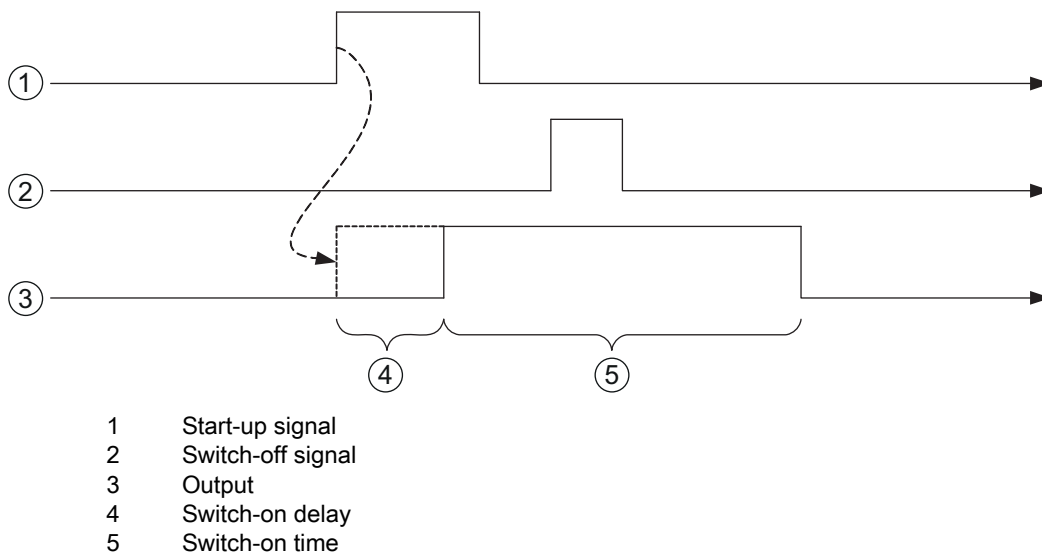 1
2
3
4 5
1 Start-up signal
2 Switch-off signal
3 Output
4 Switch-on delay
5 Switch-on time